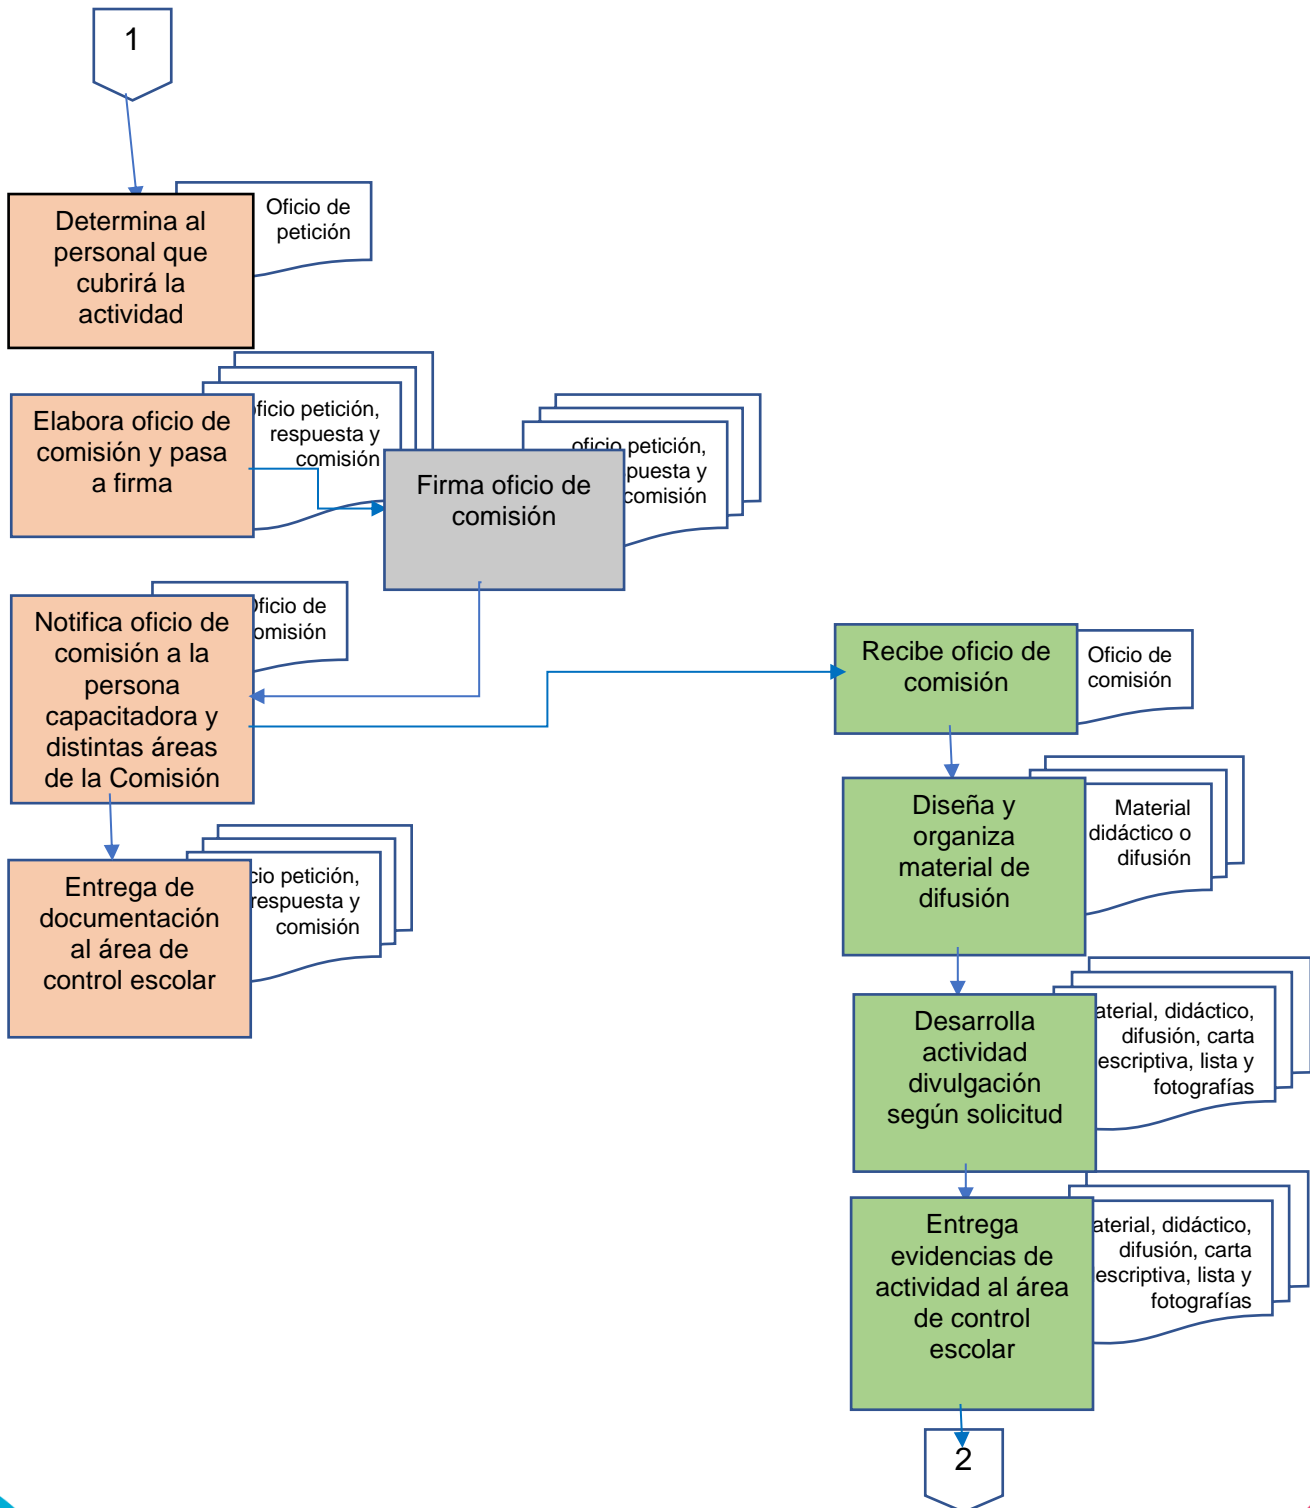 1
Determina al
personal que
cubrirá la
actividad
Oficio de
petición
Elabora oficio de
comisión y pasa
a firma
oficio petición,
respuesta y
comisión
Firma oficio de
comisión
oficio petición,
puesta y
comisión
Notifica oficio de
comisión a la
persona
capacitadora y
distintas áreas
de la Comisión
Oficio de
omisión
Recibe oficio de
comisión
Oficio de
comisión
Diseña y
organiza
material de
difusión
Material
didáctico o
difusión
Entrega de
documentación
al área de
control escolar
cio petición,
respuesta y
comisión
Desarrolla
actividad
divulgación
según solicitud
aterial, didáctico,
difusión, carta
escriptiva, lista y
fotografías
Entrega
evidencias de
actividad al área
de control
escolar
aterial, didáctico,
difusión, carta
escriptiva, lista y
fotografías
2